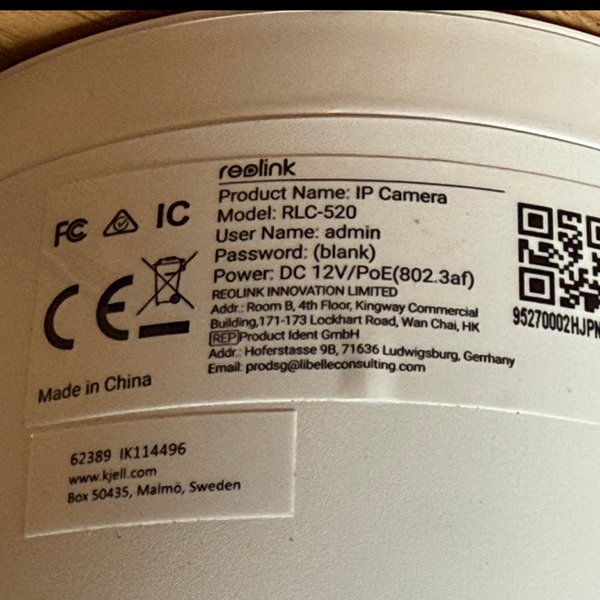 reolink
Product Name: IP Camera
Model: RLC-520
User Name: admin
Password: (blank)
Power: DC 12V/PoE(802.3af)
REOLINK INNOVATION LIMITED
Addr.: Room B, 4th Floor, Kingway Commercial
Building,171-173 Lockhart Road, Wan Chai, HK
REP Product Ident GmbH
Addr.: Hoferstasse 9B, 71636 Ludwigsburg, Germany
Email: prodsg@libelleconsulting.com
FC IC
CE
Made in China
95270002HJPN
62389 IK114496
www.kjell.com
Box 50435, Malmö, Sweden